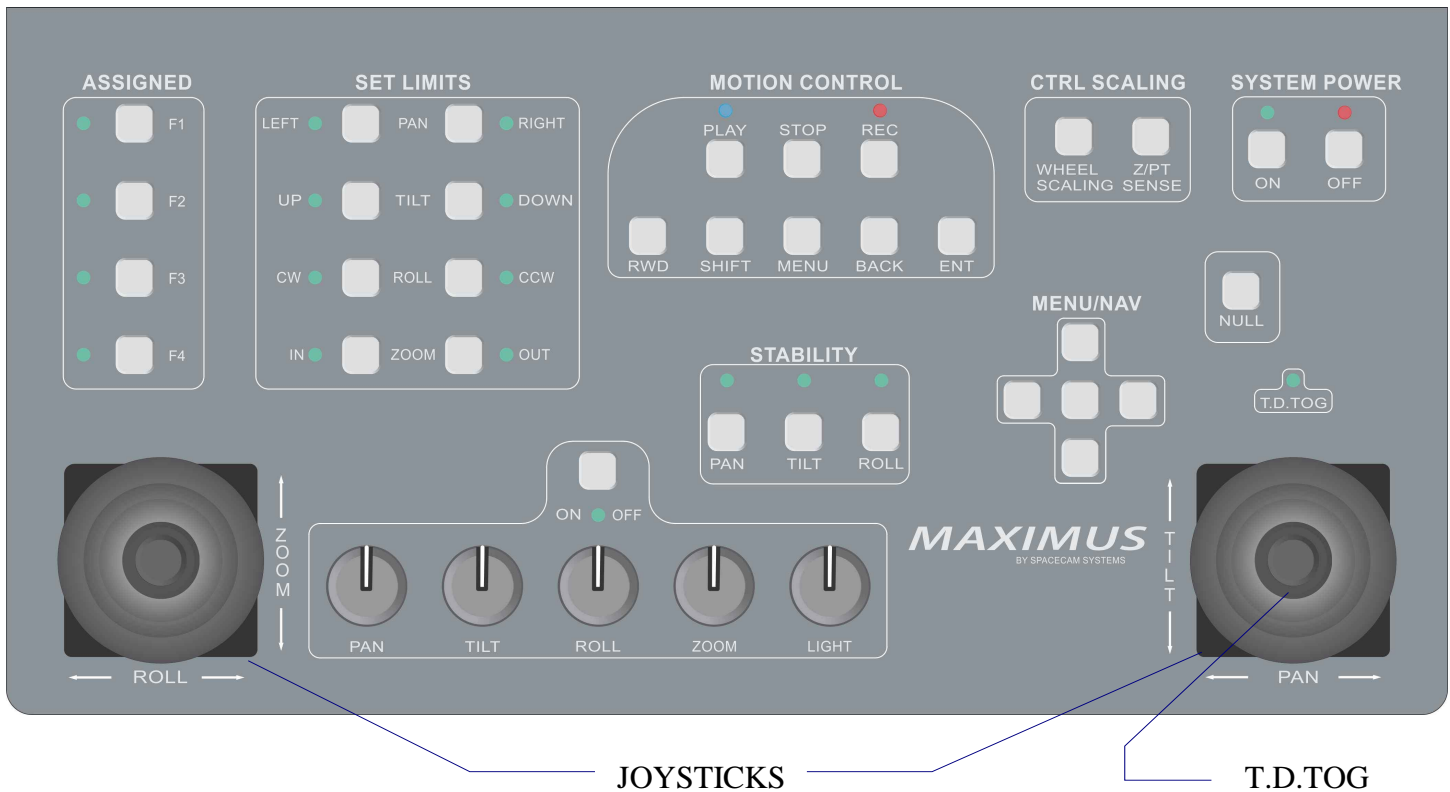 ASSIGNED
F1
F2
F3
F4
SET LIMITS
LEFT PAN RIGHT
UP TILT DOWN
CW ROLL CCW
IN ZOOM OUT
MOTION CONTROL
PLAY STOP REC
RWD SHIFT MENU BACK ENT
CTRL SCALING
WHEEL SCALING
Z/PT SENSE
SYSTEM POWER
ON OFF
NULL
MENU/NAV
T.D.TOG
STABILITY
PAN TILT ROLL
ON OFF
PAN TILT ROLL ZOOM LIGHT
ZOOM
ROLL
MAXIMUS
BY SPACECAM SYSTEMS
TILT
PAN
JOYSTICKS
T.D.TOG